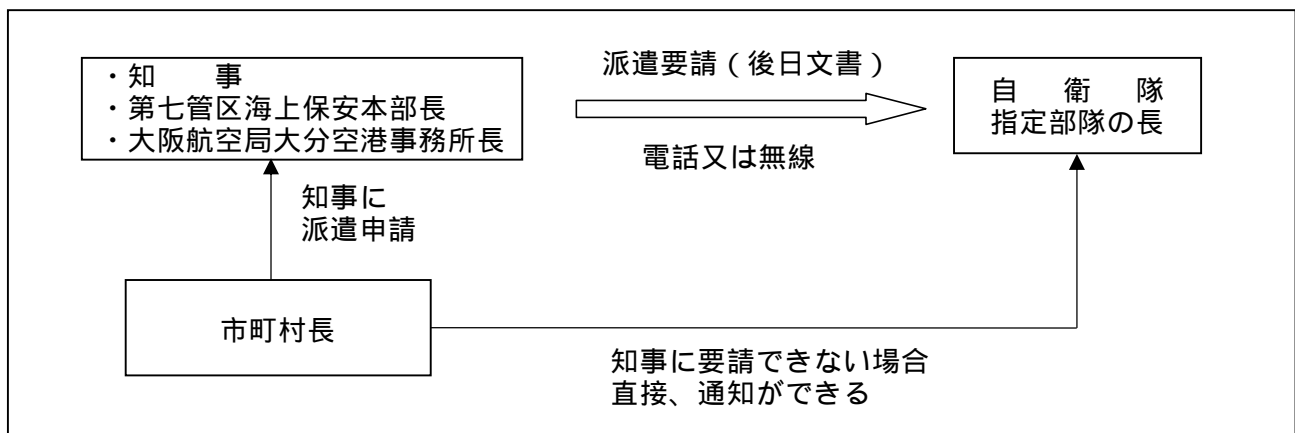 ・知　　事
・第七管区海上保安本部長
・大阪航空局大分空港事務所長
派遣要請（後日文書）
電話又は無線
自　衛　隊
指定部隊の長
知事に
派遣申請
市町村長
知事に要請できない場合
直接、通知ができる